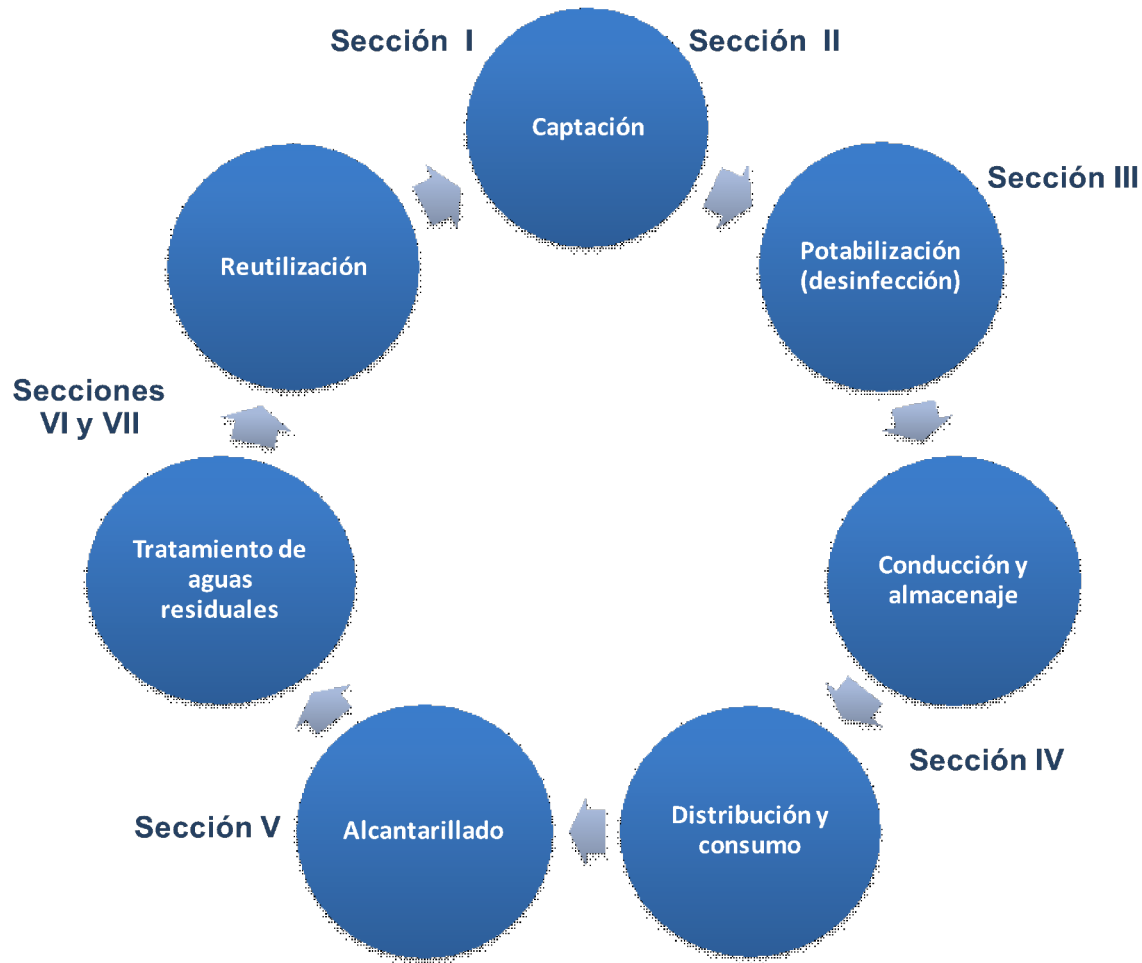 Sección  I
Sección  II
Captación
Sección III
Potabilización
(desinfección)
Reutilización
Secciones
VI y VII
Tratamiento de
aguas
residuales
Conducción y
almacenaje
Sección IV
Distribución y
consumo
Sección V
Alcantarillado